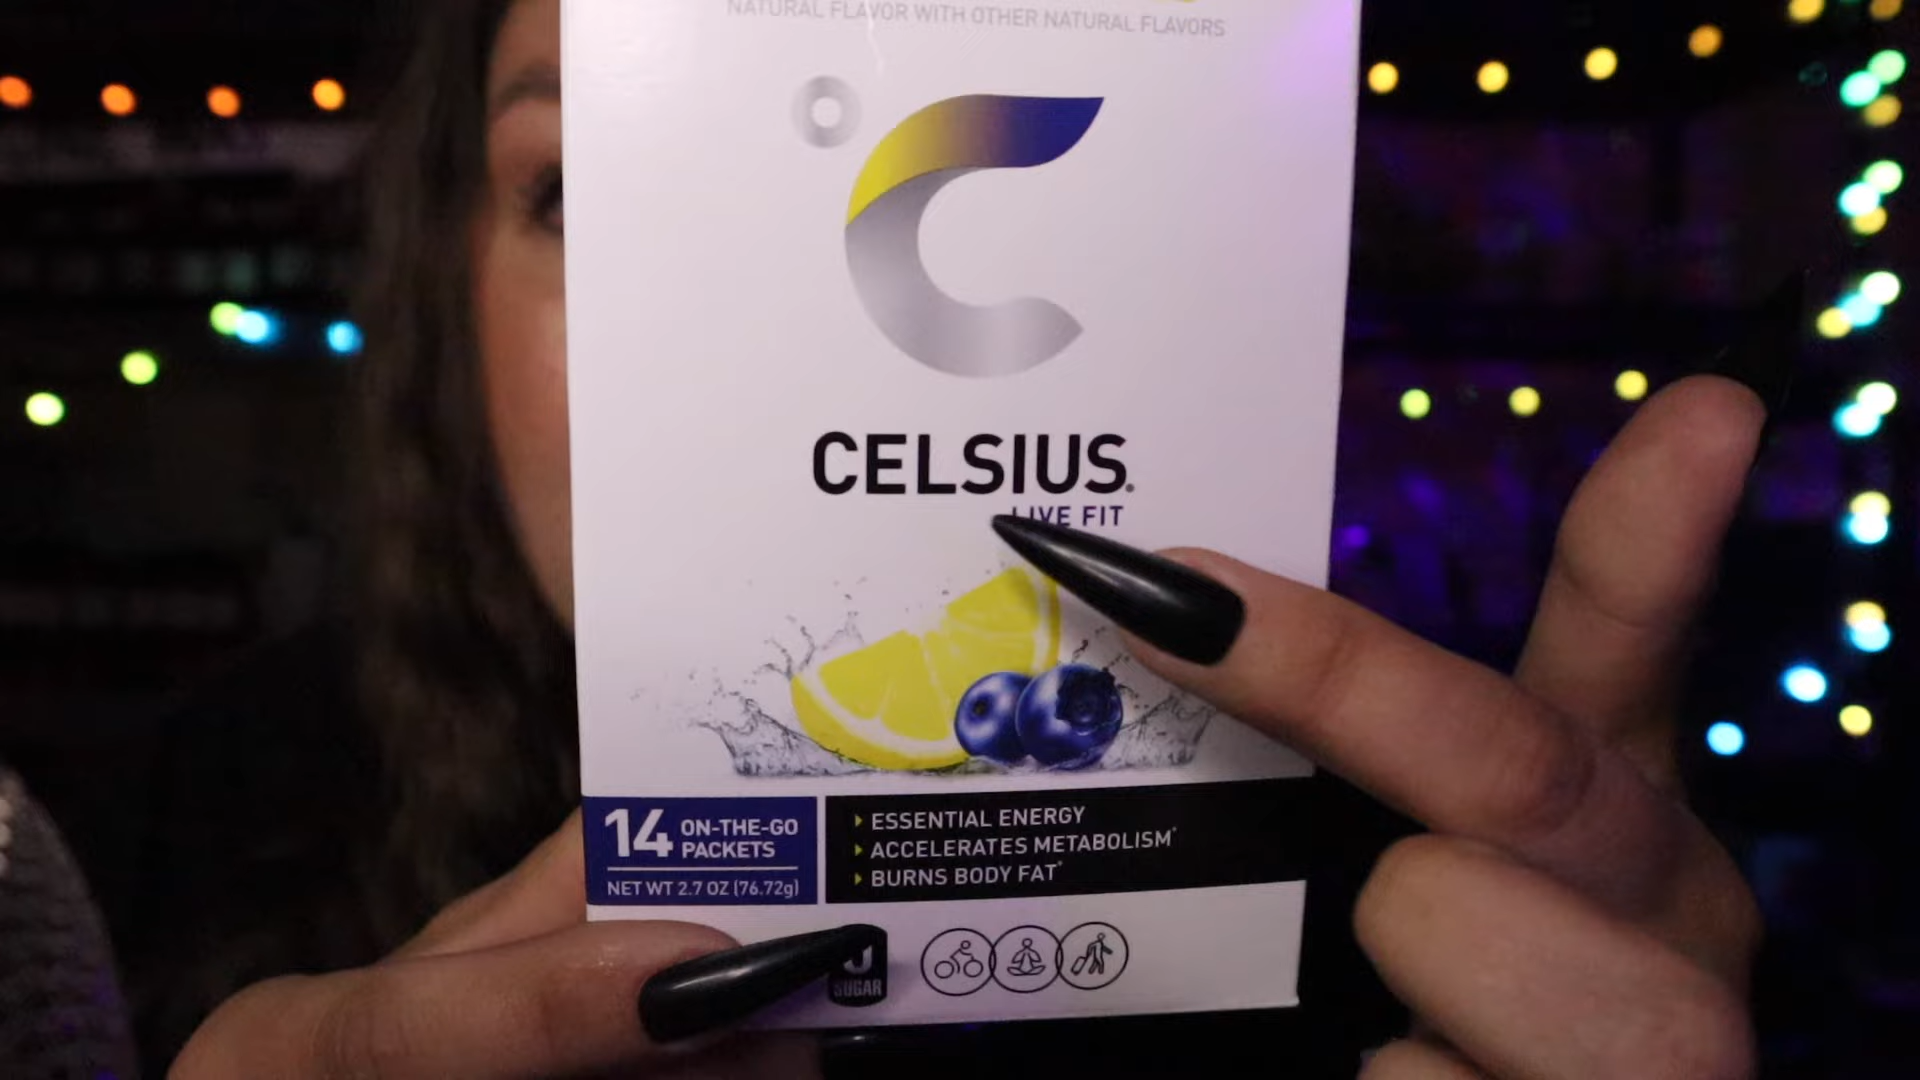 NATURAL FLAVOR WITH OTHER NATURAL FLAVORS
CELSIUS®
LIVE FIT
14 ON-THE-GO
PACKETS
NET WT 2.7 OZ (76.72g)
ESSENTIAL ENERGY
ACCELERATES METABOLISM*
BURNS BODY FAT*
SUGAR